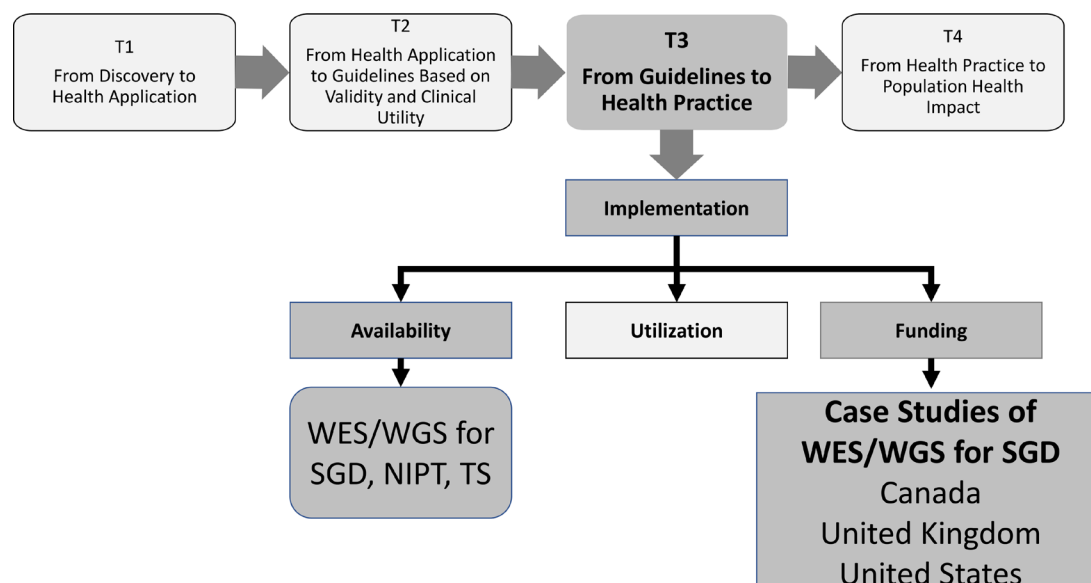 T1
From Discovery to
Health Application
T2
From Health Application
to Guidelines Based on
Validity and Clinical
Utility
T3
From Guidelines to
Health Practice
T4
From Health Practice to
Population Health
Impact
Implementation
Availability
Utilization
Funding
WES/WGS for
SGD, NIPT, TS
Case Studies of
WES/WGS for SGD
Canada
United Kingdom
United States